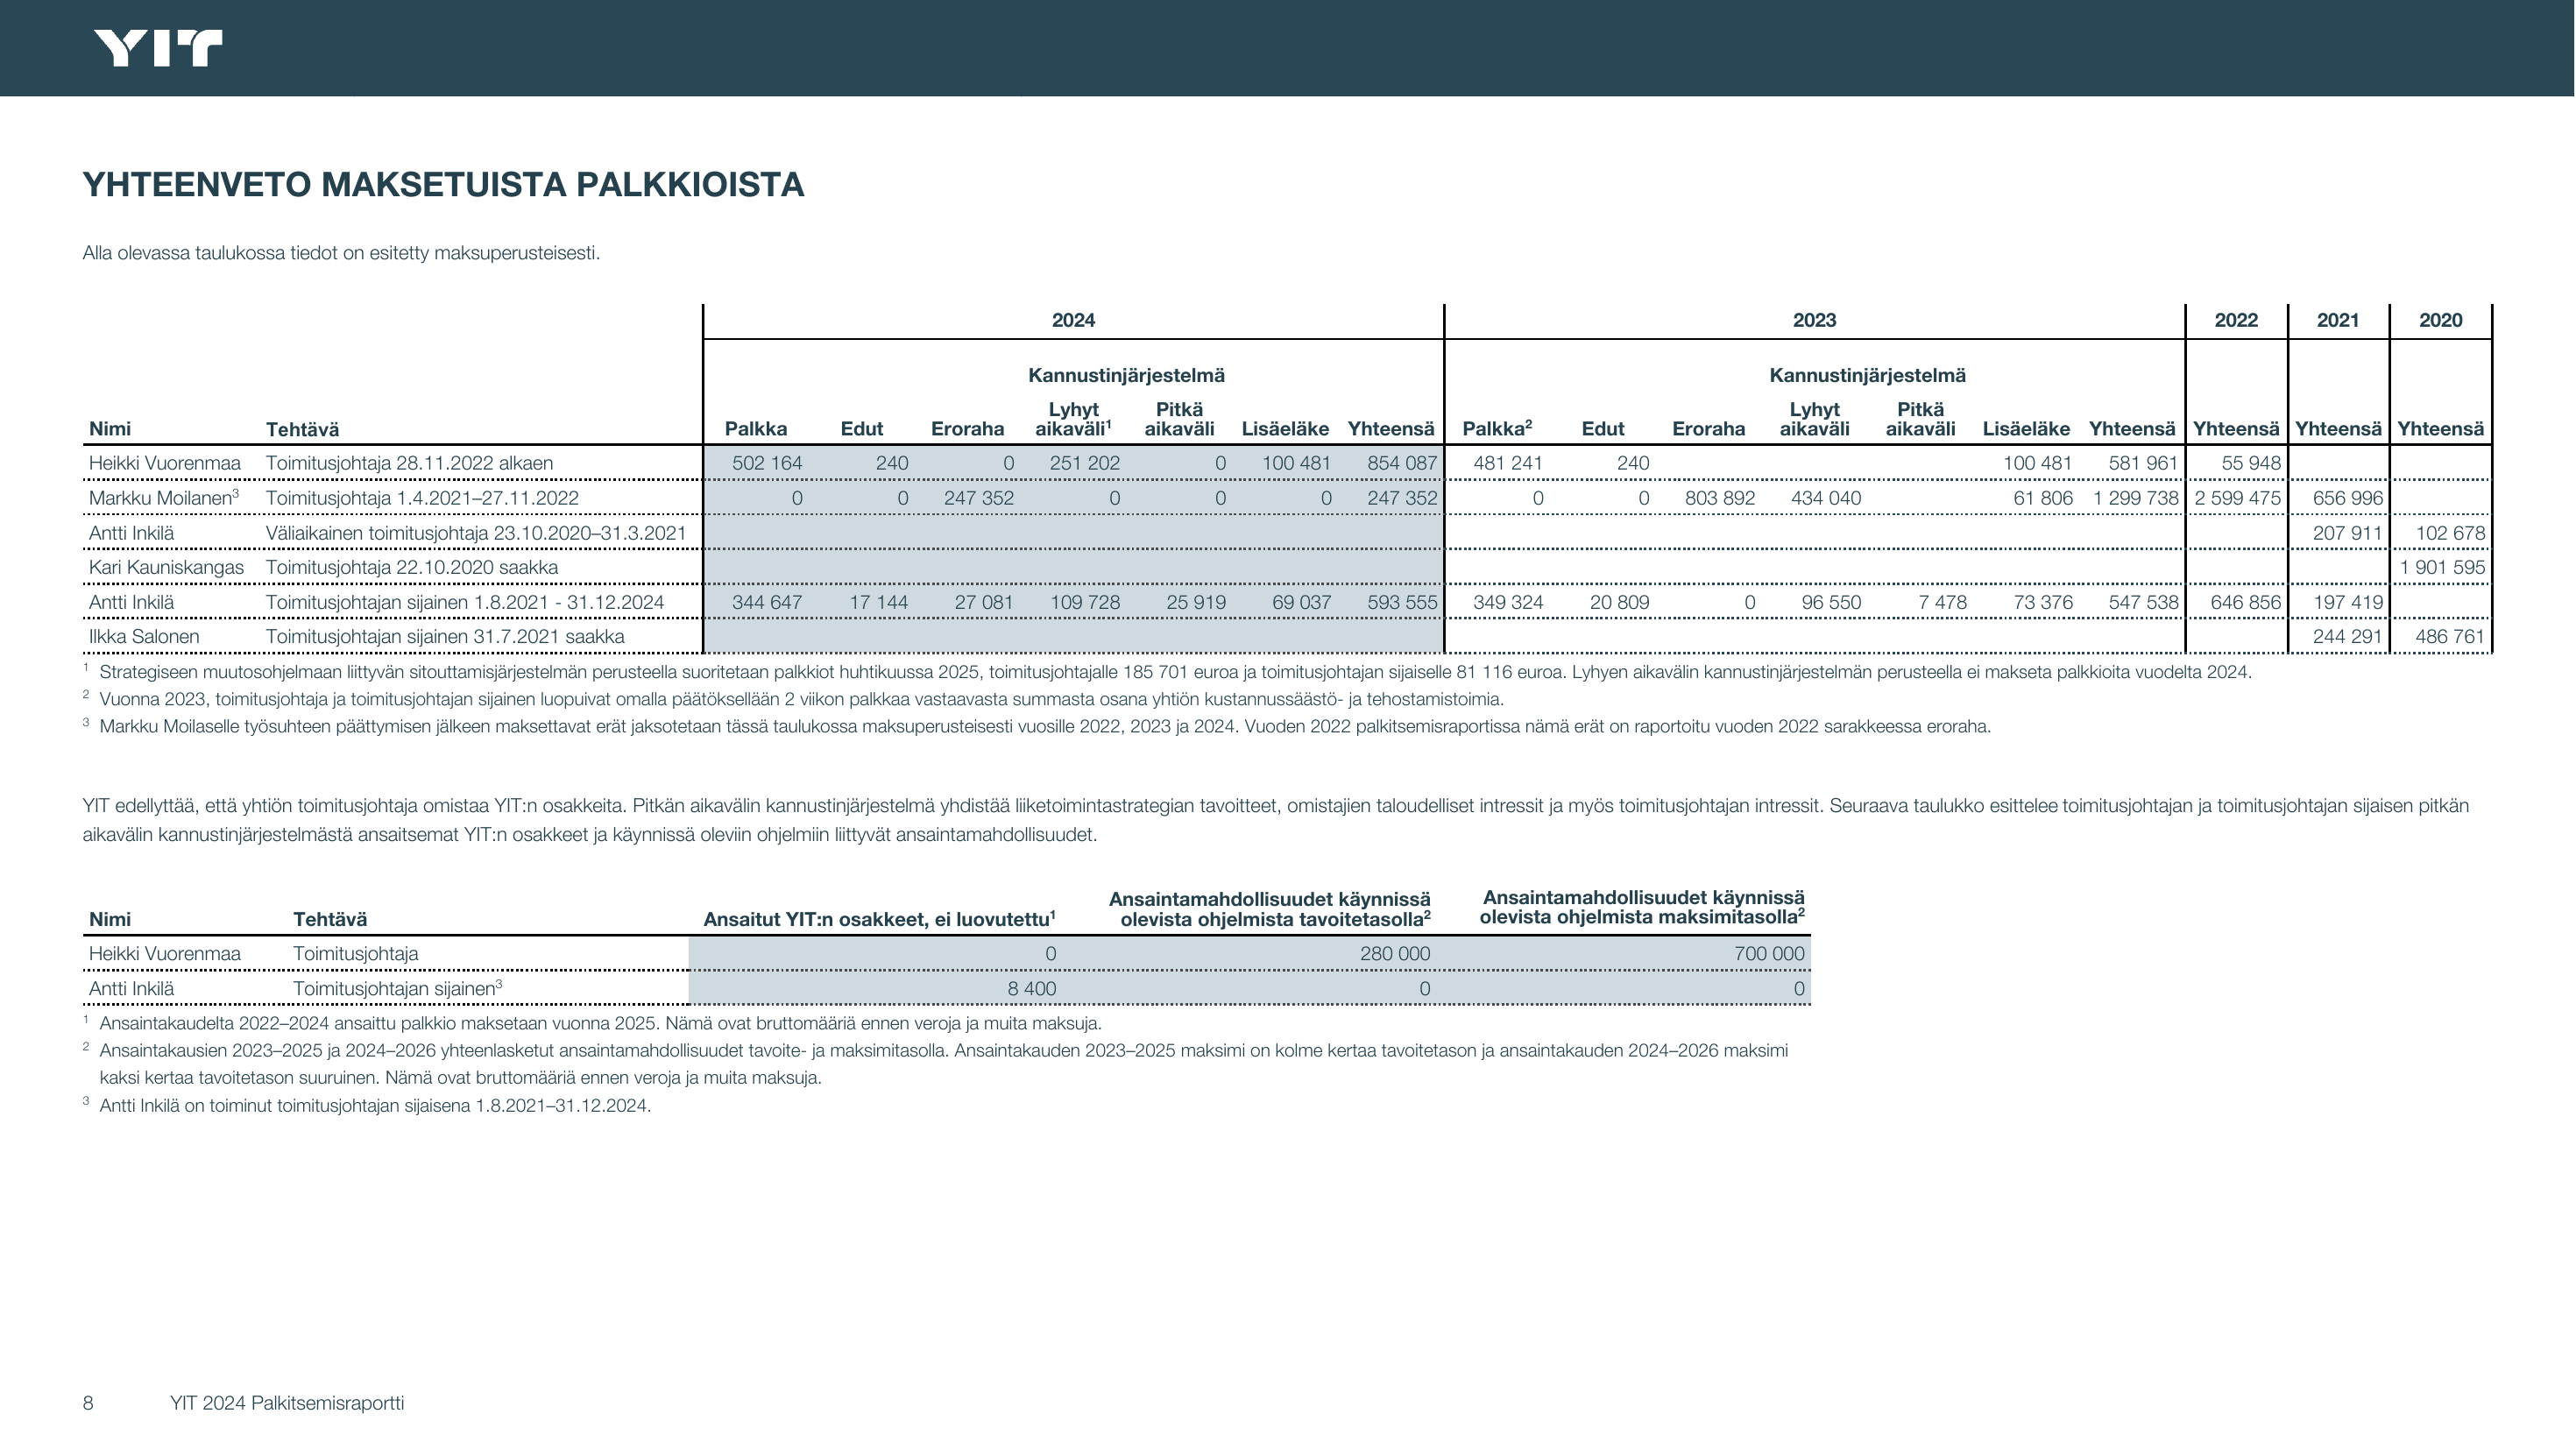 YIT
YHTEENVETO MAKSETUISTA PALKKIOISTA
Alla olevassa taulukossa tiedot on esitetty maksuperusteisesti.
2024 2023 2022 2021 2020
Kannustinjärjestelmä Kannustinjärjestelmä
Nimi Tehtävä Palkka Edut Eroraha Lyhyt aikaväli¹ Pitkä aikaväli Lisäeläke Yhteensä Palkka² Edut Eroraha Lyhyt aikaväli Pitkä aikaväli Lisäeläke Yhteensä Yhteensä Yhteensä Yhteensä
Heikki Vuorenmaa Toimitusjohtaja 28.11.2022 alkaen 502 164 240 0 251 202 0 100 481 854 087 481 241 240 100 481 581 961 55 948
Markku Moilanen³ Toimitusjohtaja 1.4.2021–27.11.2022 0 0 247 352 0 0 0 247 352 0 0 803 892 434 040 61 806 1 299 738 2 599 475 656 996
Antti Inkilä Väliaikainen toimitusjohtaja 23.10.2020–31.3.2021 207 911 102 678
Kari Kauniskangas Toimitusjohtaja 22.10.2020 saakka 1 901 595
Antti Inkilä Toimitusjohtajan sijainen 1.8.2021 - 31.12.2024 344 647 17 144 27 081 109 728 25 919 69 037 593 555 349 324 20 809 0 96 550 7 478 73 376 547 538 646 856 197 419
Ilkka Salonen Toimitusjohtajan sijainen 31.7.2021 saakka 244 291 486 761
¹ Strategiseen muutosohjelmaan liittyvän sitouttamisjärjestelmän perusteella suoritetaan palkkiot huhtikuussa 2025, toimitusjohtajalle 185 701 euroa ja toimitusjohtajan sijaiselle 81 116 euroa. Lyhyen aikavälin kannustinjärjestelmän perusteella ei makseta palkkioita vuodelta 2024.
² Vuonna 2023, toimitusjohtaja ja toimitusjohtajan sijainen luopuivat omalla päätöksellään 2 viikon palkkaa vastaavasta summasta osana yhtiön kustannussäästö- ja tehostamistoimia.
³ Markku Moilaselle työsuhteen päättymisen jälkeen maksettavat erät jaksotetaan tässä taulukossa maksuperusteisesti vuosille 2022, 2023 ja 2024. Vuoden 2022 palkitsemisraportissa nämä erät on raportoitu vuoden 2022 sarakkeessa eroraha.
YIT edellyttää, että yhtiön toimitusjohtaja omistaa YIT:n osakkeita. Pitkän aikavälin kannustinjärjestelmä yhdistää liiketoimintastrategian tavoitteet, omistajien taloudelliset intressit ja myös toimitusjohtajan intressit. Seuraava taulukko esittelee toimitusjohtajan ja toimitusjohtajan sijaisen pitkän
aikavälin kannustinjärjestelmästä ansaitsemat YIT:n osakkeet ja käynnissä oleviin ohjelmiin liittyvät ansaintamahdollisuudet.
Nimi Tehtävä Ansaitut YIT:n osakkeet, ei luovutettu¹ Ansaintamahdollisuudet käynnissä olevista ohjelmista tavoitetasolla² Ansaintamahdollisuudet käynnissä olevista ohjelmista maksimitasolla²
Heikki Vuorenmaa Toimitusjohtaja 0 280 000 700 000
Antti Inkilä Toimitusjohtajan sijainen³ 8 400 0 0
¹ Ansaintakaudelta 2022–2024 ansaittu palkkio maksetaan vuonna 2025. Nämä ovat bruttomääriä ennen veroja ja muita maksuja.
² Ansaintakausien 2023–2025 ja 2024–2026 yhteenlasketut ansaintamahdollisuudet tavoite- ja maksimitasolla. Ansaintakauden 2023–2025 maksimi on kolme kertaa tavoitetason ja ansaintakauden 2024–2026 maksimi
kaksi kertaa tavoitetason suuruinen. Nämä ovat bruttomääriä ennen veroja ja muita maksuja.
³ Antti Inkilä on toiminut toimitusjohtajan sijaisena 1.8.2021–31.12.2024.
8 YIT 2024 Palkitsemisraportti